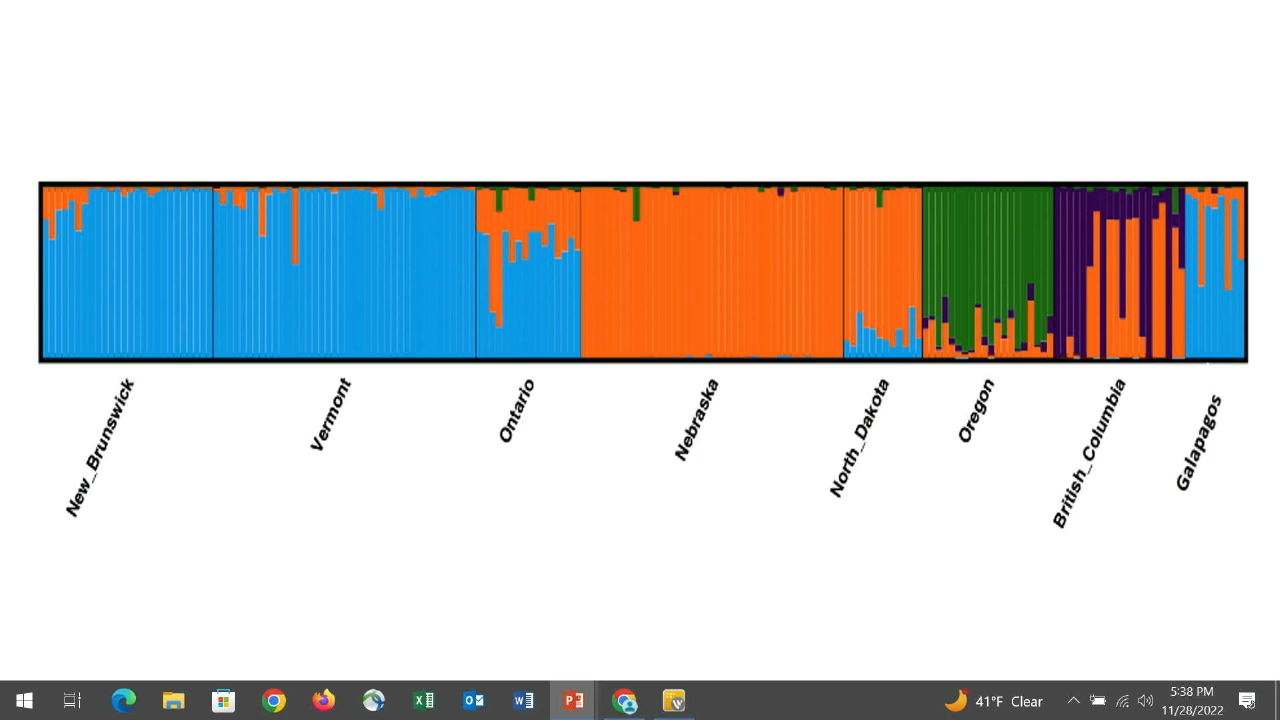 New_Brunswick
Vermont
Ontario
Nebraska
North_Dakota
Oregon
British_Columbia
Galapagos
41°F Clear
5:38 PM
11/28/2022